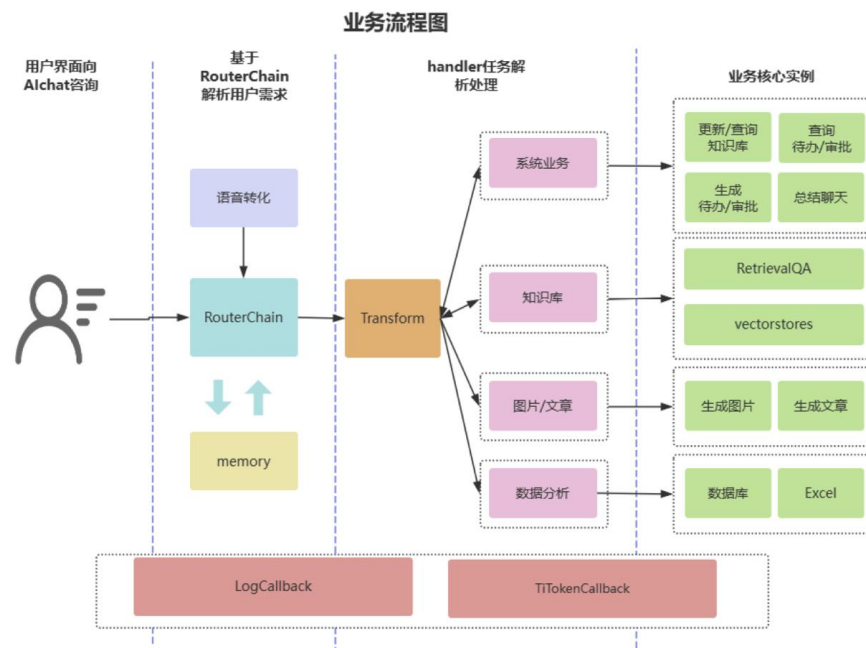 业务流程图
用户界面向
AIchat咨询
基于
RouterChain
解析用户需求
handler任务解
析处理
业务核心实例
语音转化
RouterChain
memory
Transform
系统业务
知识库
图片/文章
数据分析
更新/查询
知识库
查询
待办/审批
生成
待办/审批
总结聊天
RetrievalQA
vectorstores
生成图片
生成文章
数据库
Excel
LogCallback
TiTokenCallback